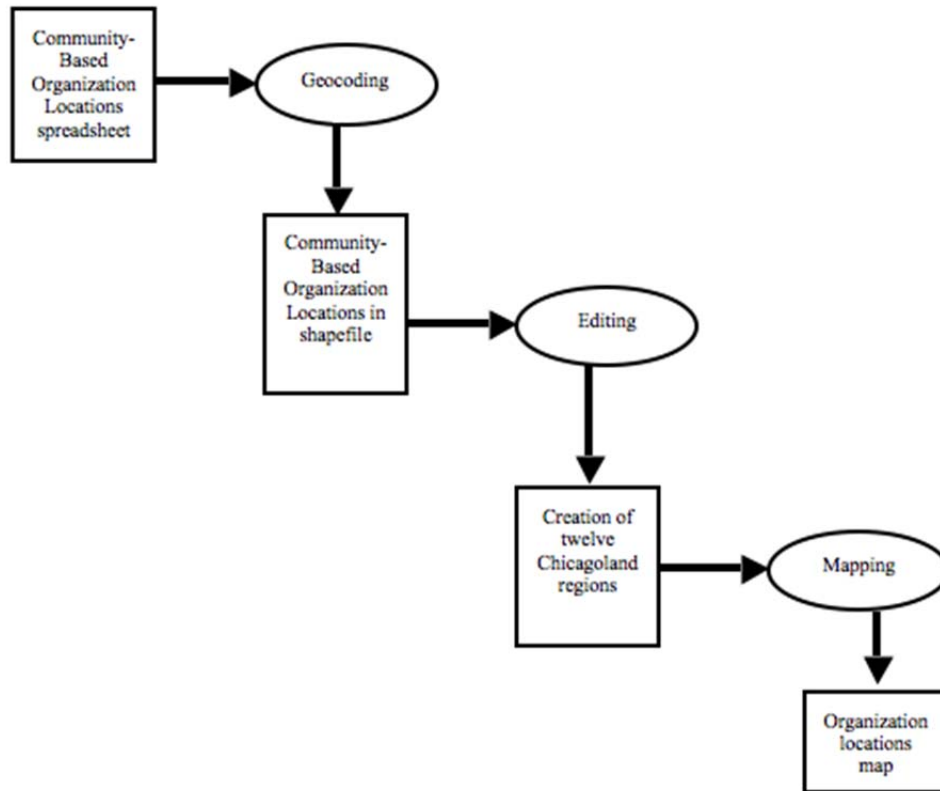 Community-
Based
Organization
Locations
spreadsheet
Geocoding
Community-
Based
Organization
Locations in
shapefile
Editing
Creation of
twelve
Chicagoland
regions
Mapping
Organization
locations
map